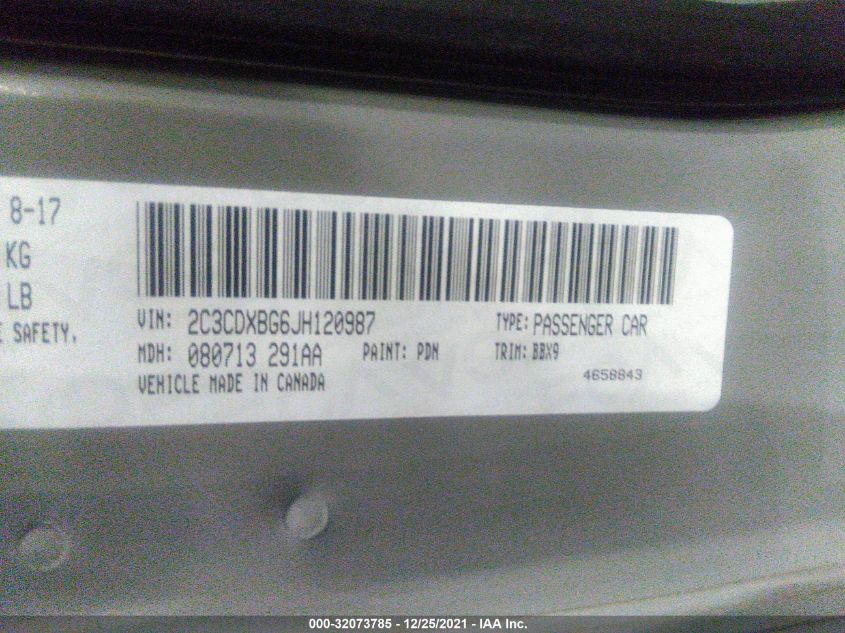 8-17
KG
LB
E SAFETY.
VIN: 2C3CDXBG6JH120987 TYPE: PASSENGER CAR
MDH: 080713 291AA PAINT: PDN TRIM: BBX9
VEHICLE MADE IN CANADA 4658843
000-32073785 - 12/25/2021 - IAA Inc.